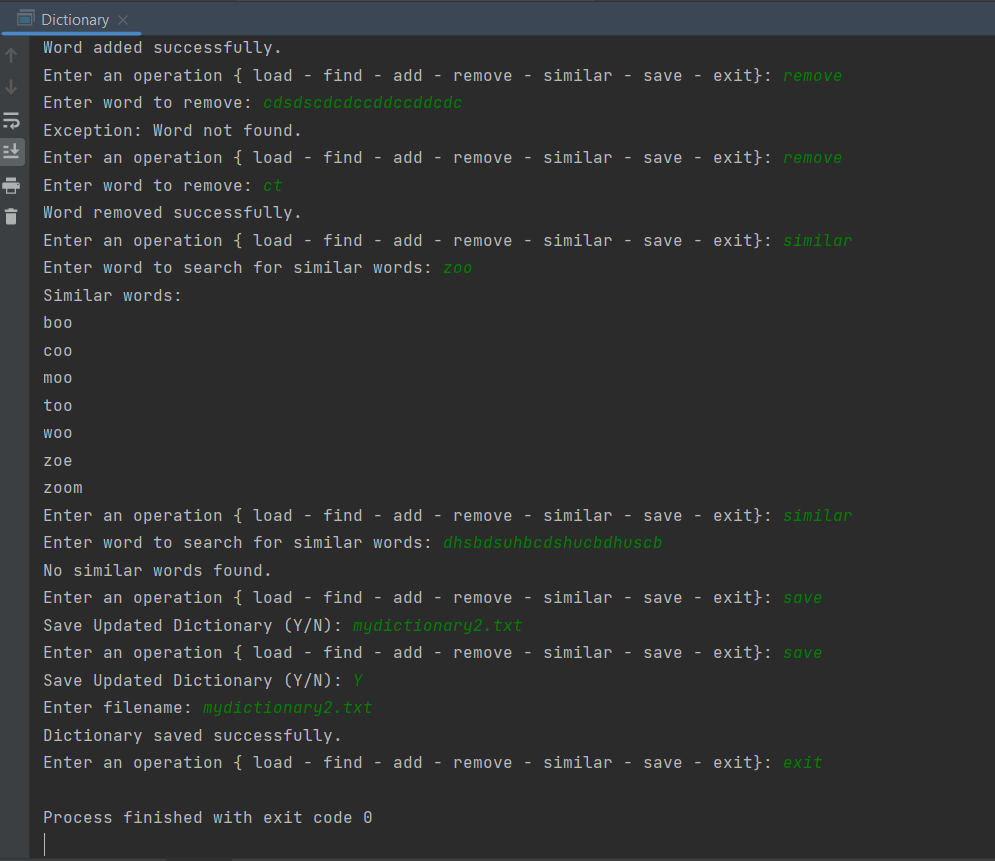 Dictionary
Word added successfully.
Enter an operation { load - find - add - remove - similar - save - exit}: remove
Enter word to remove: cdsdscdcdccddccddcdc
Exception: Word not found.
Enter an operation { load - find - add - remove - similar - save - exit}: remove
Enter word to remove: ct
Word removed successfully.
Enter an operation { load - find - add - remove - similar - save - exit}: similar
Enter word to search for similar words: zoo
Similar words:
boo
coo
moo
too
woo
zoe
zoom
Enter an operation { load - find - add - remove - similar - save - exit}: similar
Enter word to search for similar words: dhsbdsuhbcdshucbdhuscb
No similar words found.
Enter an operation { load - find - add - remove - similar - save - exit}: save
Save Updated Dictionary (Y/N): mydictionary2.txt
Enter an operation { load - find - add - remove - similar - save - exit}: save
Save Updated Dictionary (Y/N): Y
Enter filename: mydictionary2.txt
Dictionary saved successfully.
Enter an operation { load - find - add - remove - similar - save - exit}: exit
Process finished with exit code 0